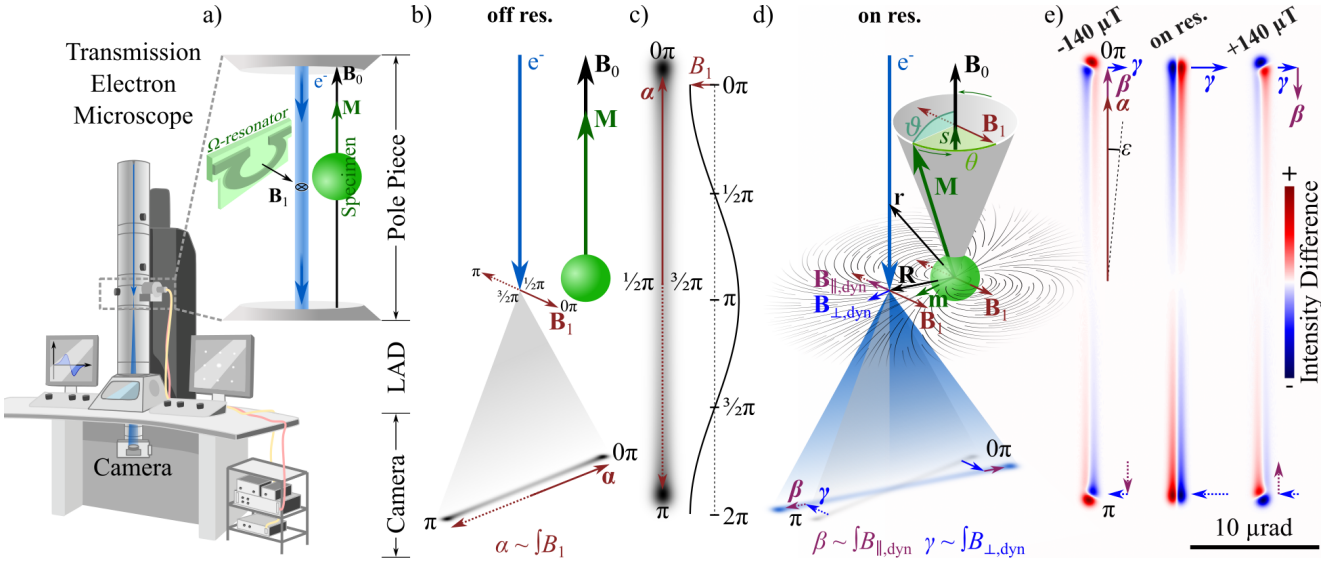 a)
Transmission
Electron
Microscope
e⁻
B₀
M
Ω-resonator
B₁
Specimen
Pole Piece
LAD
Camera
Camera
b)
off res.
e⁻
B₀
M
π
½π
³⁄₂π
0π
B₁
0π
α
π
α ~ ∫B₁
c)
0π
α
B₁
0π
½π
½π
³⁄₂π
π
³⁄₂π
2π
d)
on res.
e⁻
B₀
ϑ
B₁
s
θ
M
r
R
B∥,dyn
m
B⊥,dyn
B₁
B₁
0π
β
γ
π
β ~ ∫B∥,dyn
γ ~ ∫B⊥,dyn
e)
-140 μT
on res.
+140 μT
0π
γ
β
α
γ
γ
β
ε
+
Intensity Difference
-
π
10 μrad